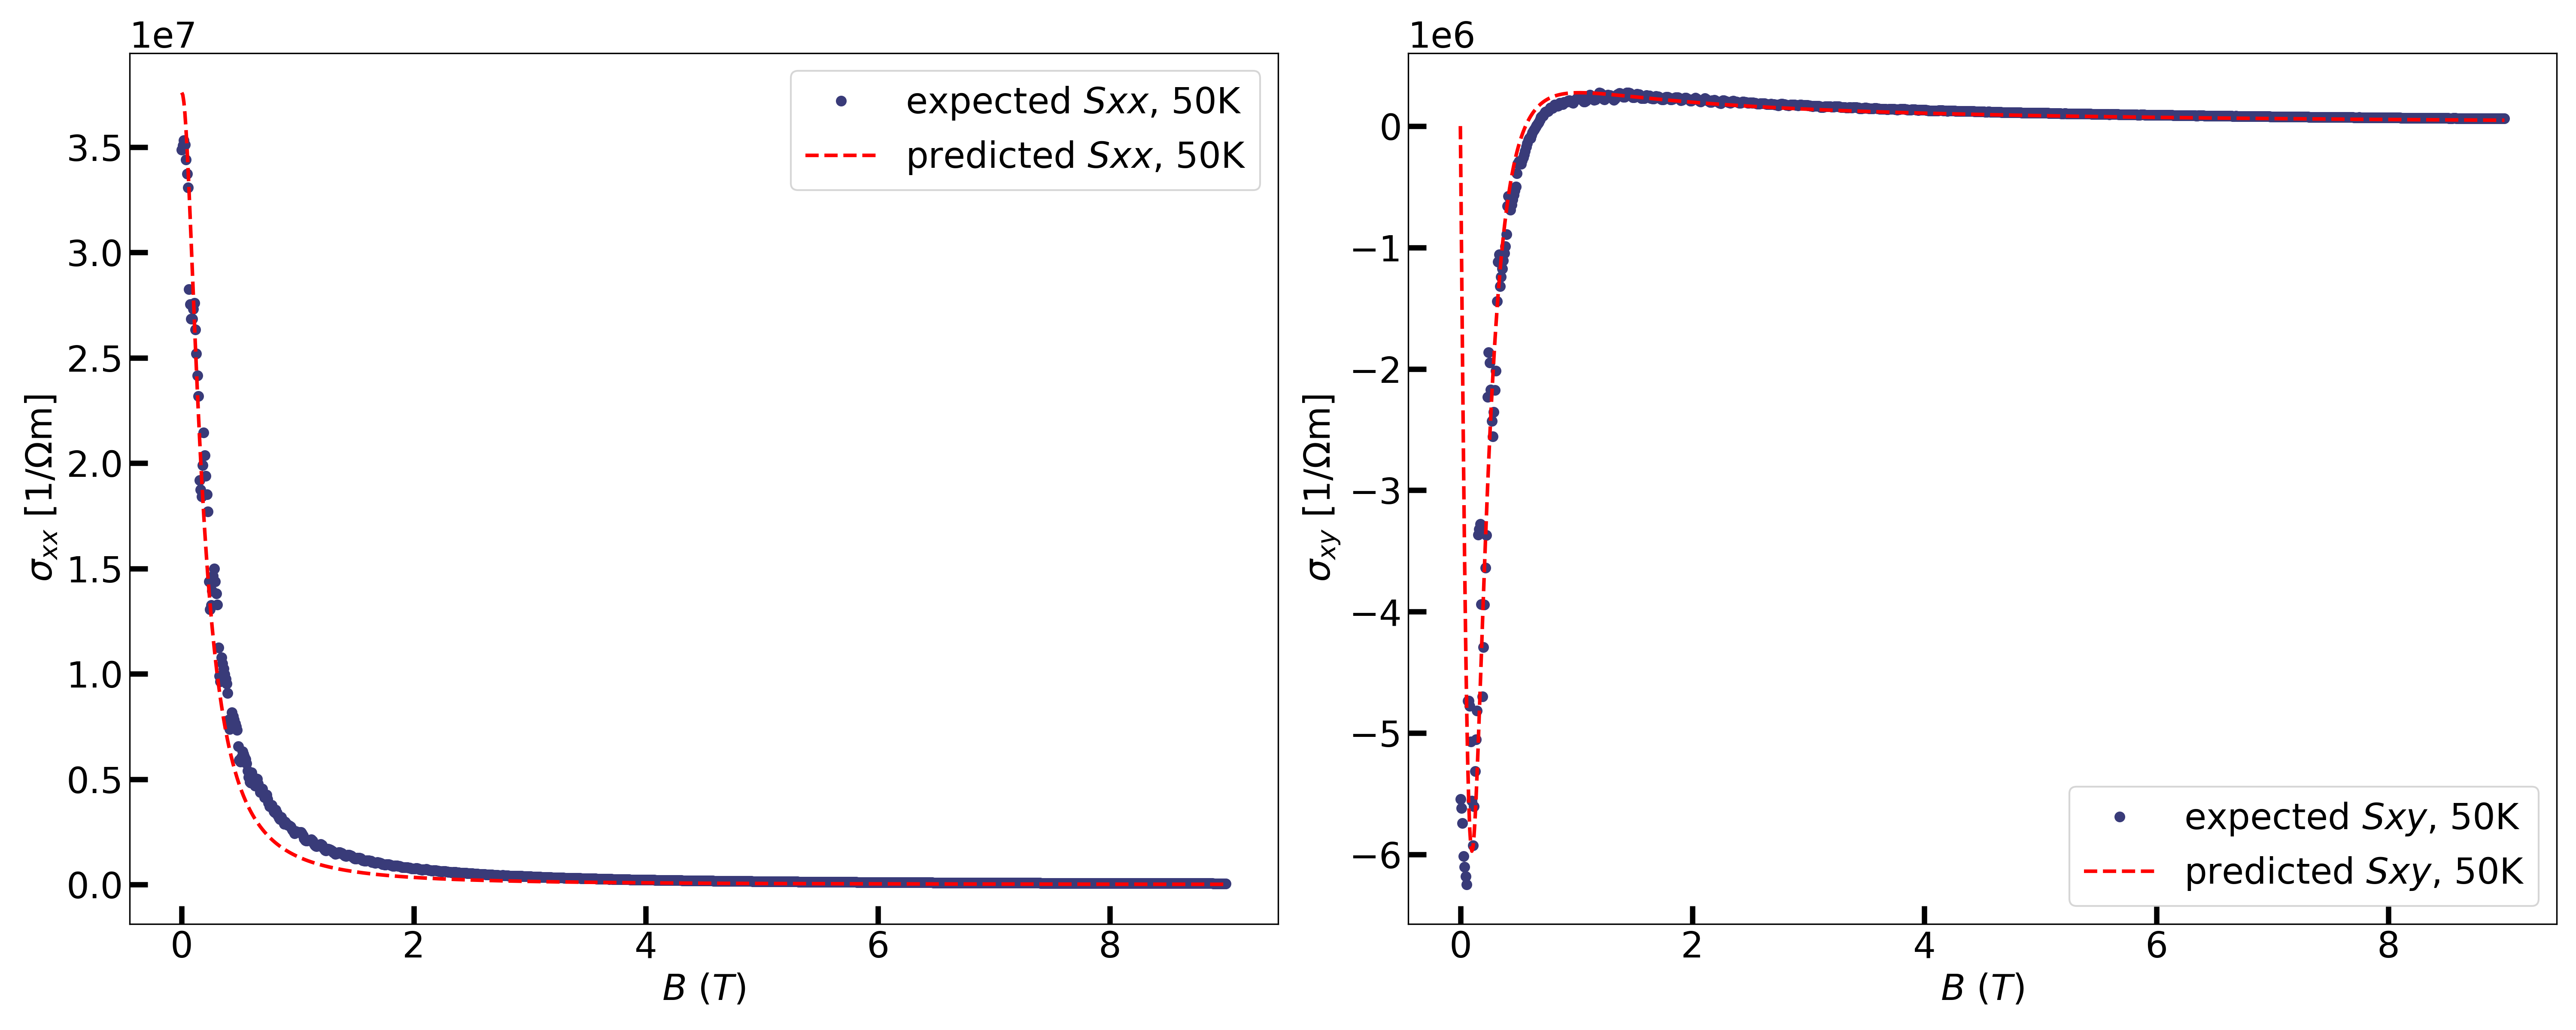 1e7
expected Sxx, 50K
predicted Sxx, 50K
3.5
3.0
2.5
2.0
1.5
1.0
0.5
0.0
σxx [1/Ωm]
0 2 4 6 8
B (T)
1e6
0
−1
−2
−3
−4
−5
−6
σxy [1/Ωm]
expected Sxy, 50K
predicted Sxy, 50K
0 2 4 6 8
B (T)